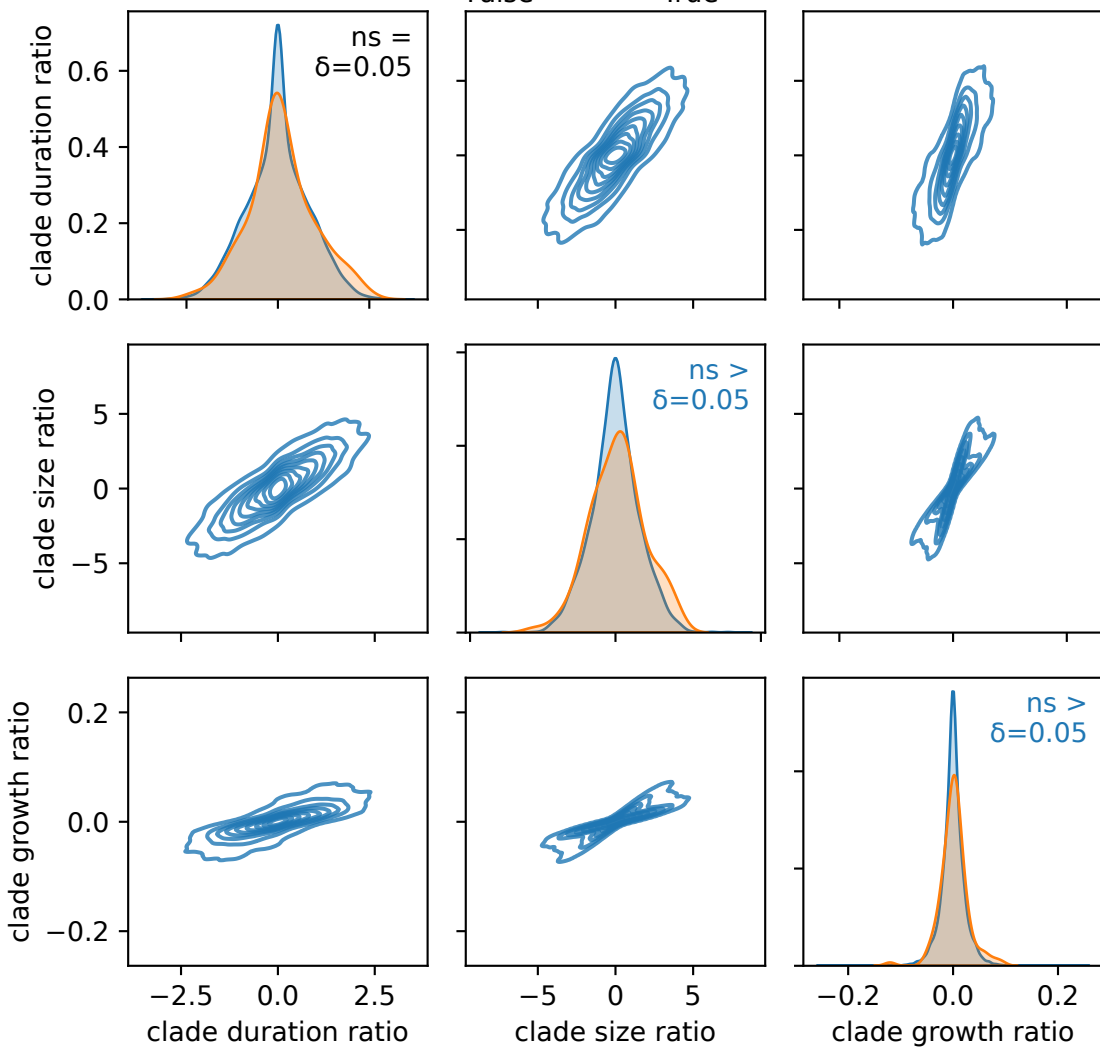 clade duration ratio
0.6
0.4
0.2
0.0
ns =
δ=0.05
clade size ratio
5
0
−5
ns >
δ=0.05
clade growth ratio
0.2
0.0
−0.2
ns >
δ=0.05
−2.5 0.0 2.5
−5 0 5
−0.2 0.0 0.2
clade duration ratio
clade size ratio
clade growth ratio